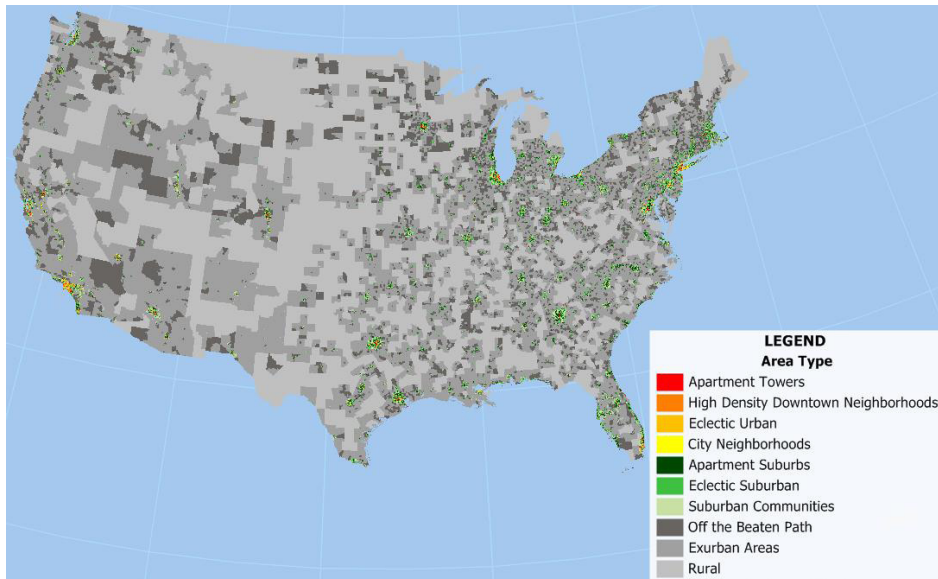 LEGEND
Area Type
Apartment Towers
High Density Downtown Neighborhoods
Eclectic Urban
City Neighborhoods
Apartment Suburbs
Eclectic Suburban
Suburban Communities
Off the Beaten Path
Exurban Areas
Rural